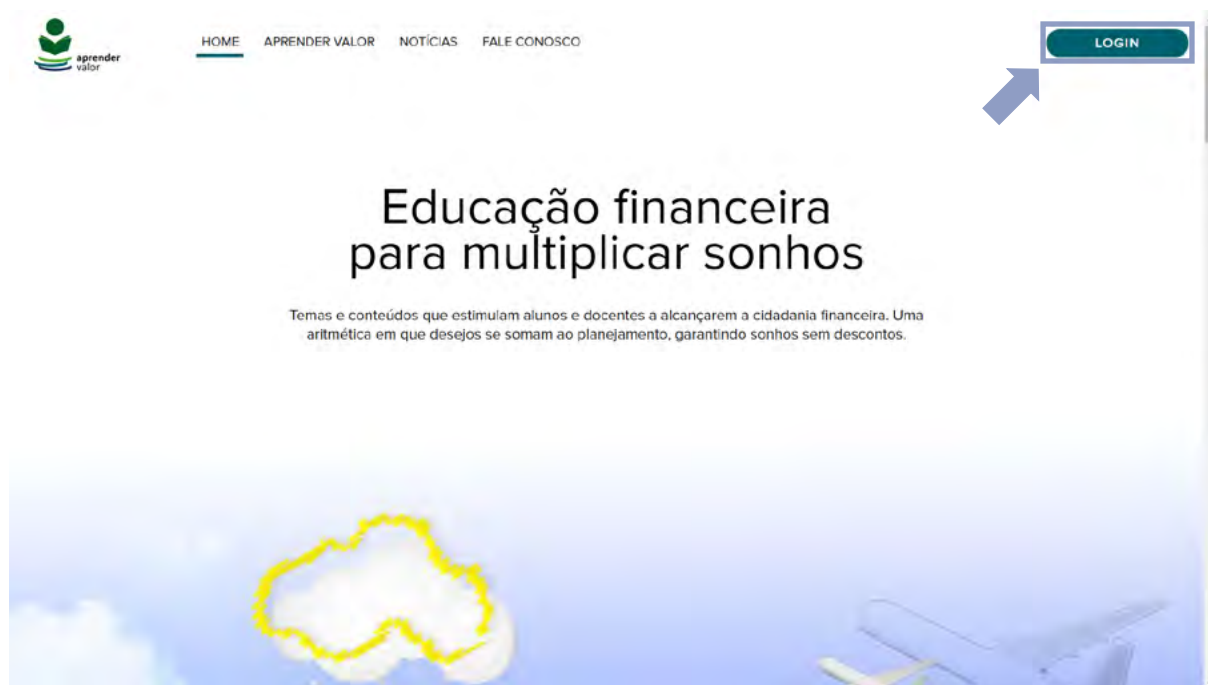 aprender
valor
HOME APRENDER VALOR NOTÍCIAS FALE CONOSCO
LOGIN
Educação financeira
para multiplicar sonhos
Temas e conteúdos que estimulam alunos e docentes a alcançarem a cidadania financeira. Uma
aritmética em que desejos se somam ao planejamento, garantindo sonhos sem descontos.